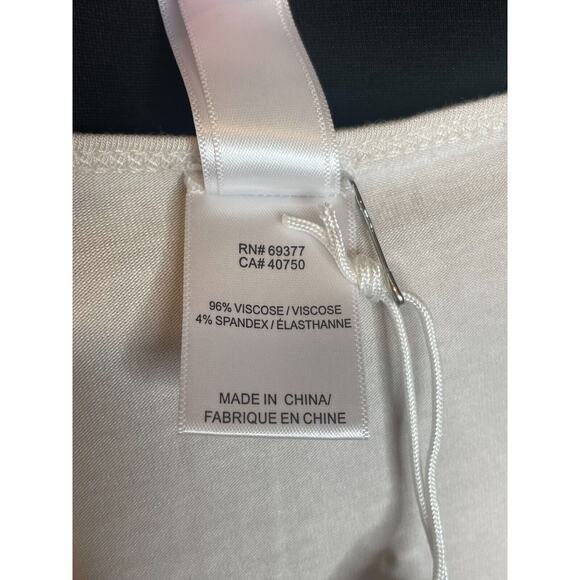 RN# 69377
CA# 40750
96% VISCOSE / VISCOSE
4% SPANDEX / ÉLASTHANNE
MADE IN CHINA/
FABRIQUE EN CHINE